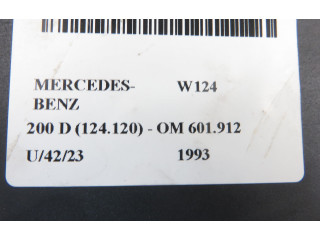 MERCEDES- W124
BENZ
200 D (124.120) - OM 601.912
U/42/23 1993